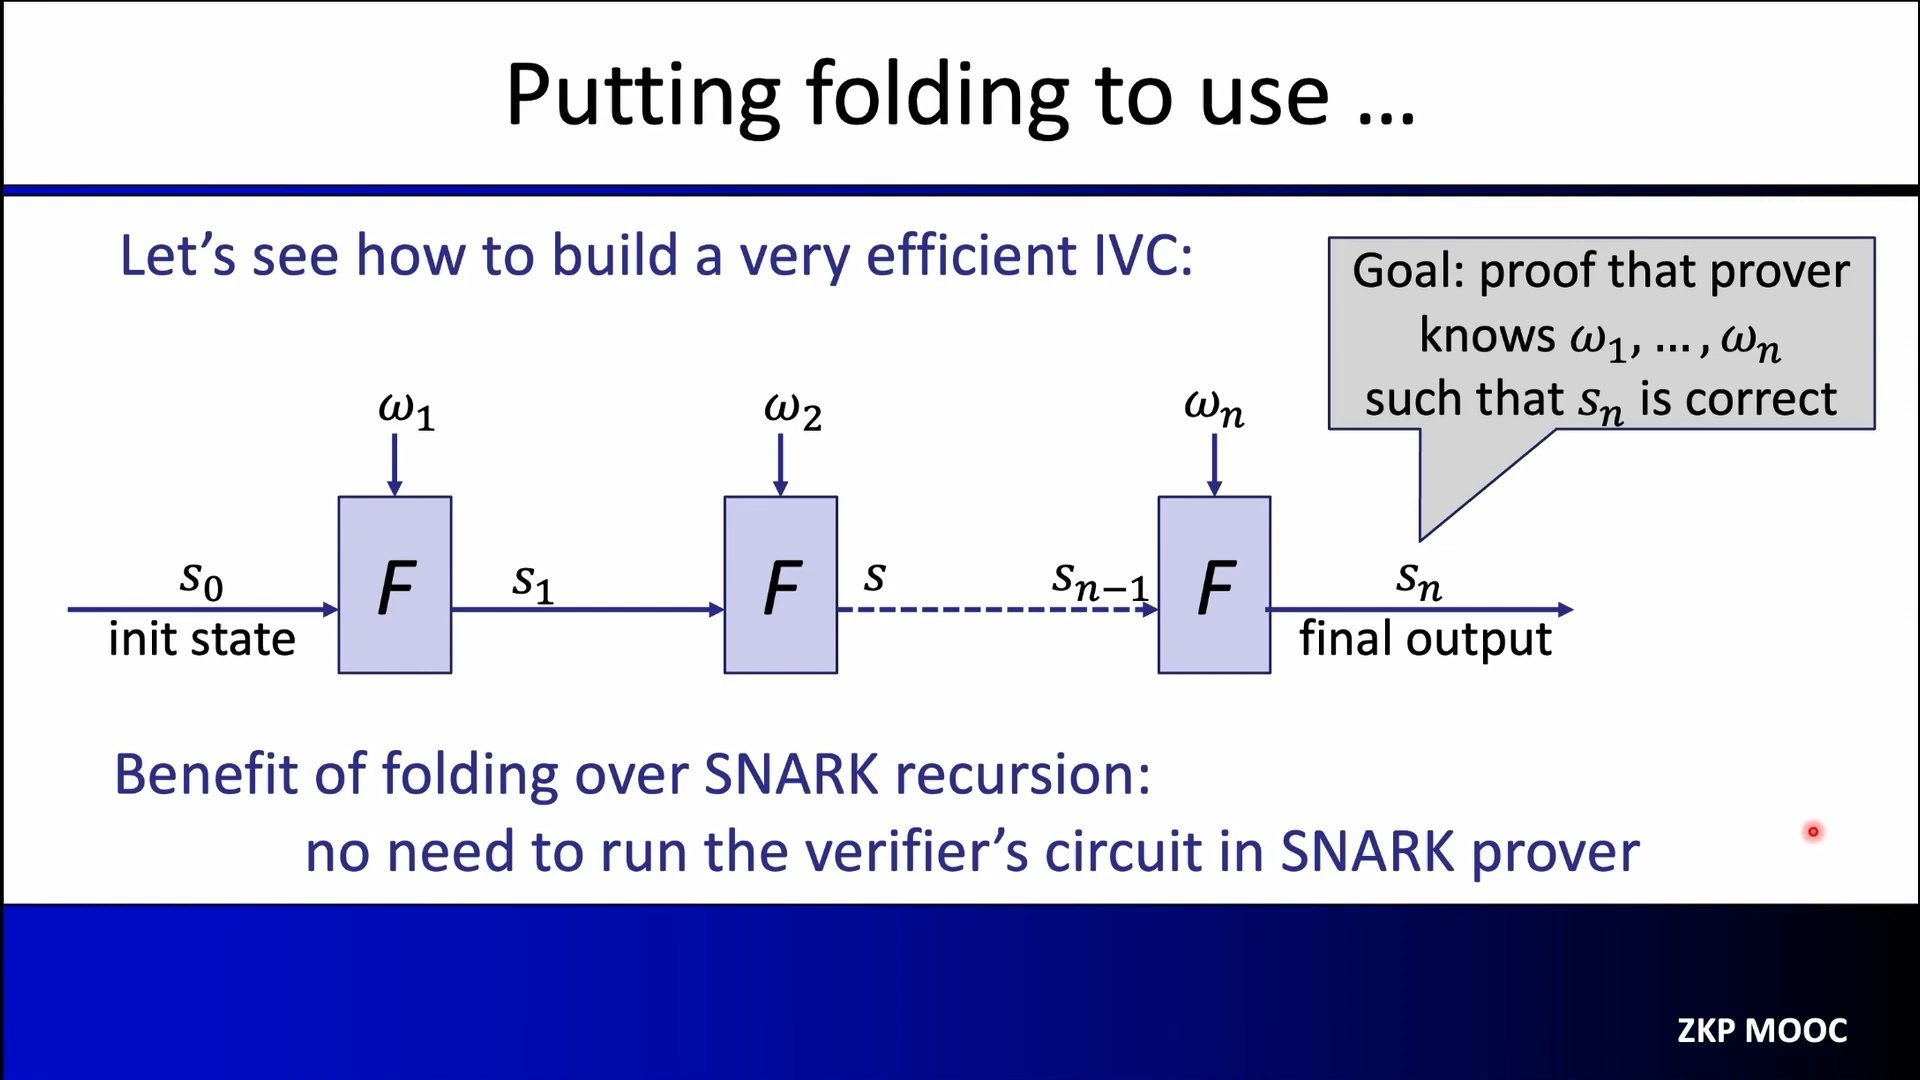 Putting folding to use …
Let’s see how to build a very efficient IVC:
Goal: proof that prover
knows ω₁, … , ωₙ
such that sₙ is correct
ω₁ ω₂ ωₙ
F F F
s₀ s₁ s sₙ₋₁ sₙ
init state final output
Benefit of folding over SNARK recursion:
no need to run the verifier’s circuit in SNARK prover
ZKP MOOC